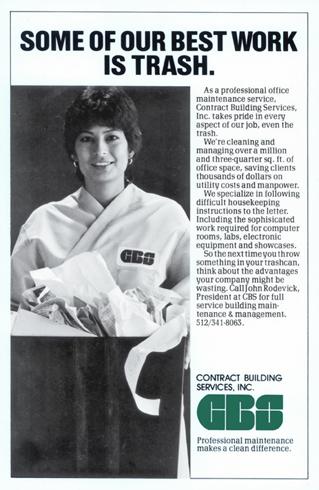 SOME OF OUR BEST WORK
IS TRASH.
As a professional office
maintenance service,
Contract Building Services,
Inc. takes pride in every
aspect of our job, even the
trash.
We're cleaning and
managing over a million
and three-quarter sq. ft. of
office space, saving clients
thousands of dollars on
utility costs and manpower.
We specialize in following
difficult housekeeping
instructions to the letter.
Including the sophisicated
work required for computer
rooms, labs, electronic
equipment and showcases.
So the next time you throw
something in your trashcan,
think about the advantages
your company might be
wasting. Call John Rodevick,
President at CBS for full
service building main-
tenance & management.
512/341-8063.
CBS
CONTRACT BUILDING
SERVICES, INC.
CBS
Professional maintenance
makes a clean difference.